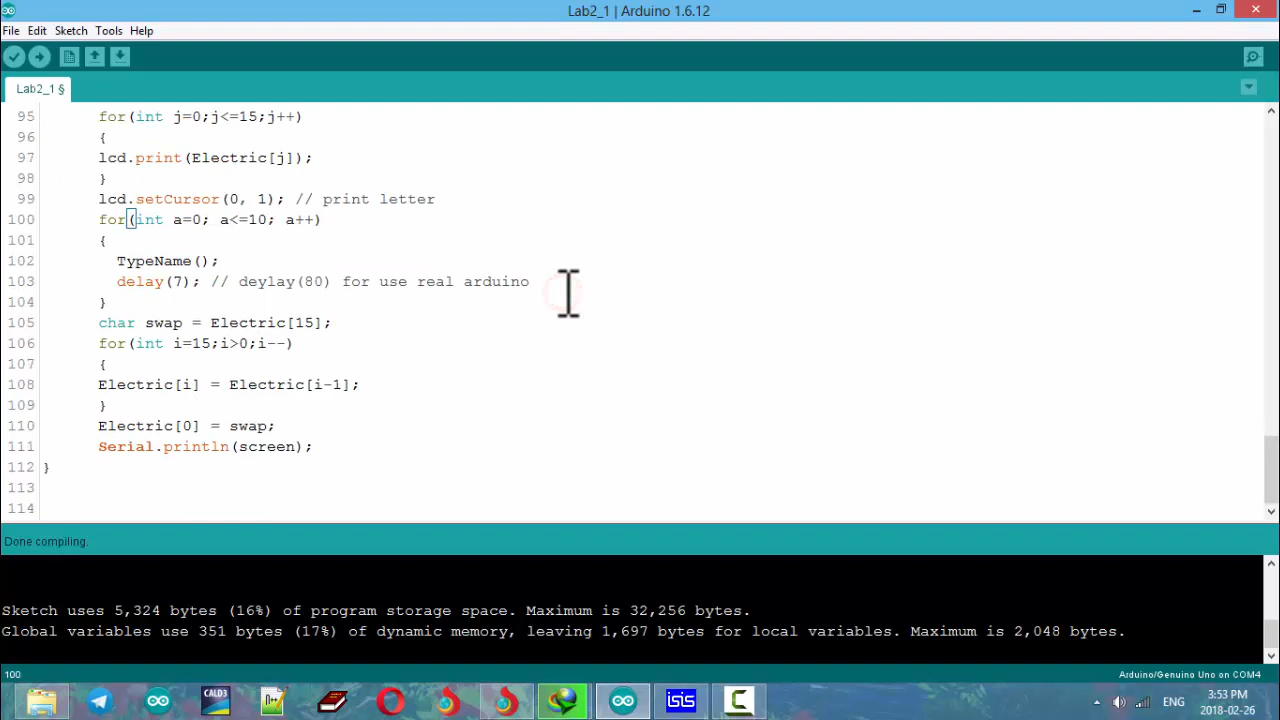 Lab2_1 | Arduino 1.6.12
File Edit Sketch Tools Help
Lab2_1 §
95 for(int j=0;j<=15;j++)
96 {
97 lcd.print(Electric[j]);
98 }
99 lcd.setCursor(0, 1); // print letter
100 for(int a=0; a<=10; a++)
101 {
102 TypeName();
103 delay(7); // deylay(80) for use real arduino
104 }
105 char swap = Electric[15];
106 for(int i=15;i>0;i--)
107 {
108 Electric[i] = Electric[i-1];
109 }
110 Electric[0] = swap;
111 Serial.println(screen);
112 }
113
114
Done compiling.
Sketch uses 5,324 bytes (16%) of program storage space. Maximum is 32,256 bytes.
Global variables use 351 bytes (17%) of dynamic memory, leaving 1,697 bytes for local variables. Maximum is 2,048 bytes.
100 Arduino/Genuino Uno on COM4
CALD3
isis
ENG
3:53 PM
2018-02-26